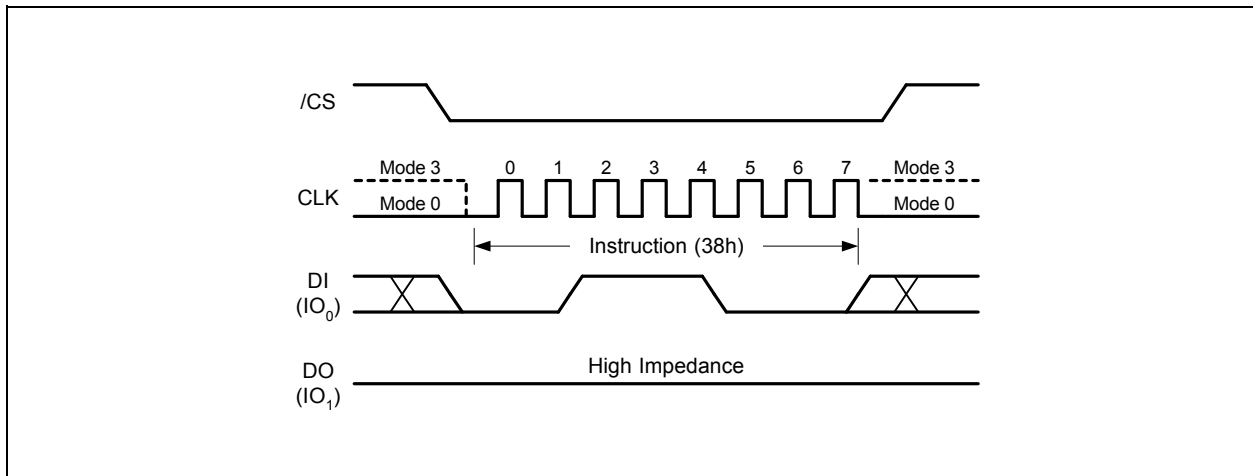 /CS
Mode 3 0 1 2 3 4 5 6 7 Mode 3
CLK
Mode 0 Mode 0
Instruction (38h)
DI
(IO₀)
High Impedance
DO
(IO₁)